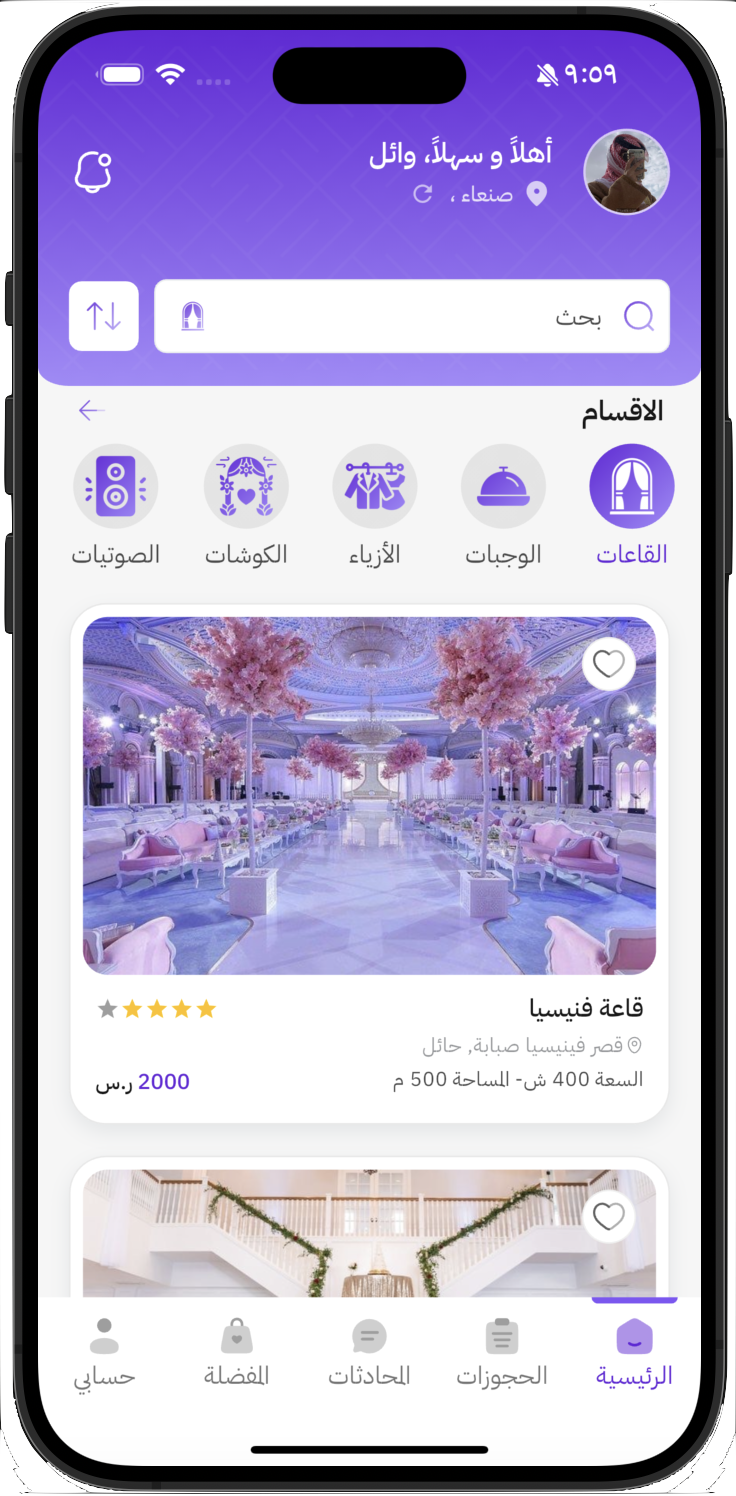 ٩:٥٩
أهلاً و سهلاً، وائل
صنعاء ،
بحث
الاقسام
القاعات
الوجبات
الأزياء
الكوشات
الصوتيات
قاعة فنيسيا
قصر فينيسيا صبابة, حائل
السعة 400 ش- المساحة 500 م
2000 ر.س
الرئيسية
الحجوزات
المحادثات
المفضلة
حسابي